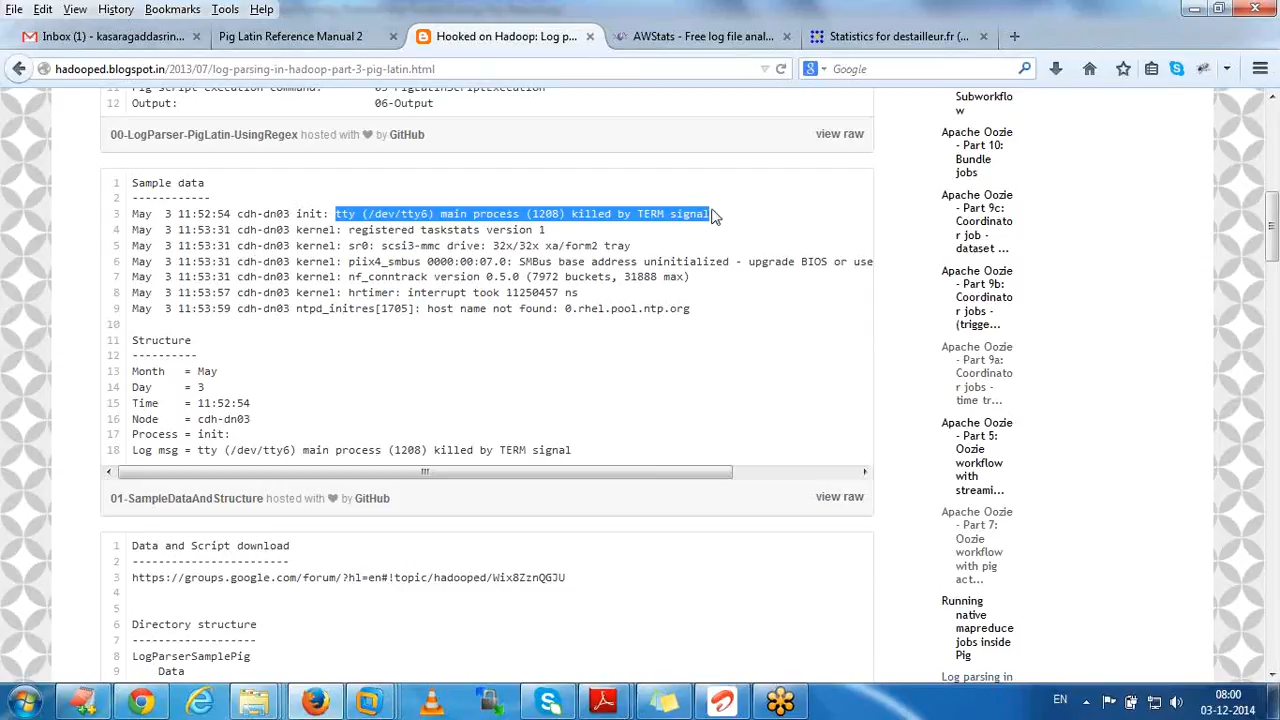 File Edit View History Bookmarks Tools Help
Inbox (1) - kasaragaddasrin... × Pig Latin Reference Manual 2 × Hooked on Hadoop: Log p... × AWStats - Free log file anal... × Statistics for destailleur.fr (... × +
hadooped.blogspot.in/2013/07/log-parsing-in-hadoop-part-3-pig-latin.html Google
12 Output: 06-Output
00-LogParser-PigLatin-UsingRegex hosted with ❤ by GitHub view raw
1 Sample data
2 -----------
3 May 3 11:52:54 cdh-dn03 init: tty (/dev/tty6) main process (1208) killed by TERM signal
4 May 3 11:53:31 cdh-dn03 kernel: registered taskstats version 1
5 May 3 11:53:31 cdh-dn03 kernel: sr0: scsi3-mmc drive: 32x/32x xa/form2 tray
6 May 3 11:53:31 cdh-dn03 kernel: piix4_smbus 0000:00:07.0: SMBus base address uninitialized - upgrade BIOS or use
7 May 3 11:53:31 cdh-dn03 kernel: nf_conntrack version 0.5.0 (7972 buckets, 31888 max)
8 May 3 11:53:57 cdh-dn03 kernel: hrtimer: interrupt took 11250457 ns
9 May 3 11:53:59 cdh-dn03 ntpd_initres[1705]: host name not found: 0.rhel.pool.ntp.org
10
11 Structure
12 ----------
13 Month = May
14 Day = 3
15 Time = 11:52:54
16 Node = cdh-dn03
17 Process = init:
18 Log msg = tty (/dev/tty6) main process (1208) killed by TERM signal
01-SampleDataAndStructure hosted with ❤ by GitHub view raw
1 Data and Script download
2 ------------------------
3 https://groups.google.com/forum/?hl=en#!topic/hadooped/Wix8ZznQGJU
4
5
6 Directory structure
7 -------------------
8 LogParserSamplePig
9 Data
Subworkflo
w
Apache Oozie
- Part 10:
Bundle
jobs
Apache Oozie
- Part 9c:
Coordinato
r job -
dataset ...
Apache Oozie
- Part 9b:
Coordinato
r jobs -
(trigge...
Apache Oozie
- Part 9a:
Coordinato
r jobs -
time tr...
Apache Oozie
- Part 5:
Oozie
workflow
with
streami...
Apache Oozie
- Part 7:
Oozie
workflow
with pig
act...
Running
native
mapreduce
jobs inside
Pig
Log parsing in
EN 08:00
03-12-2014